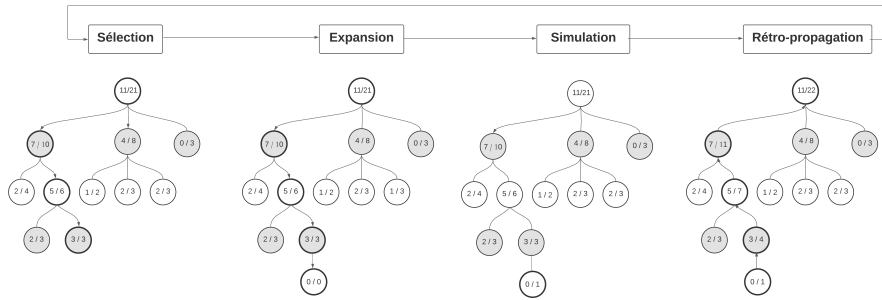 Sélection Expansion Simulation Rétro-propagation
11/21 11/21 11/21 11/22
7 / 10 4 / 8 0 / 3 7 / 10 4 / 8 0 / 3 7 / 10 4 / 8 0 / 3 7 / 11 4 / 8 0 / 3
2 / 4 5 / 6 1 / 2 2 / 3 2 / 3 2 / 4 5 / 6 1 / 2 2 / 3 1 / 3 2 / 4 5 / 6 1 / 2 2 / 3 2 / 3 2 / 4 5 / 7 1 / 2 2 / 3 2 / 3
2 / 3 3 / 3 2 / 3 3 / 3 2 / 3 3 / 3 2 / 3 3 / 4
0 / 0 0 / 1 0 / 1